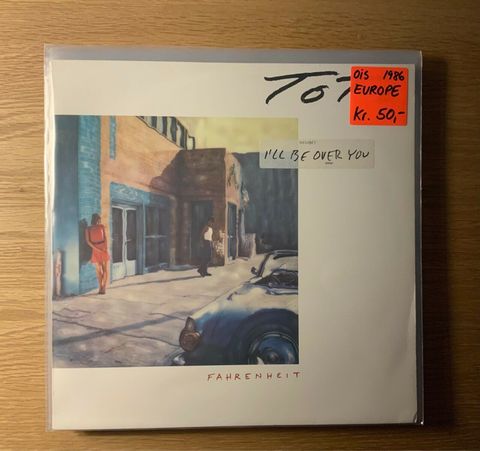 TOT
OiS 1986
EUROPE
Kr. 50,-
I'LL BE OVER YOU
FAHRENHEIT